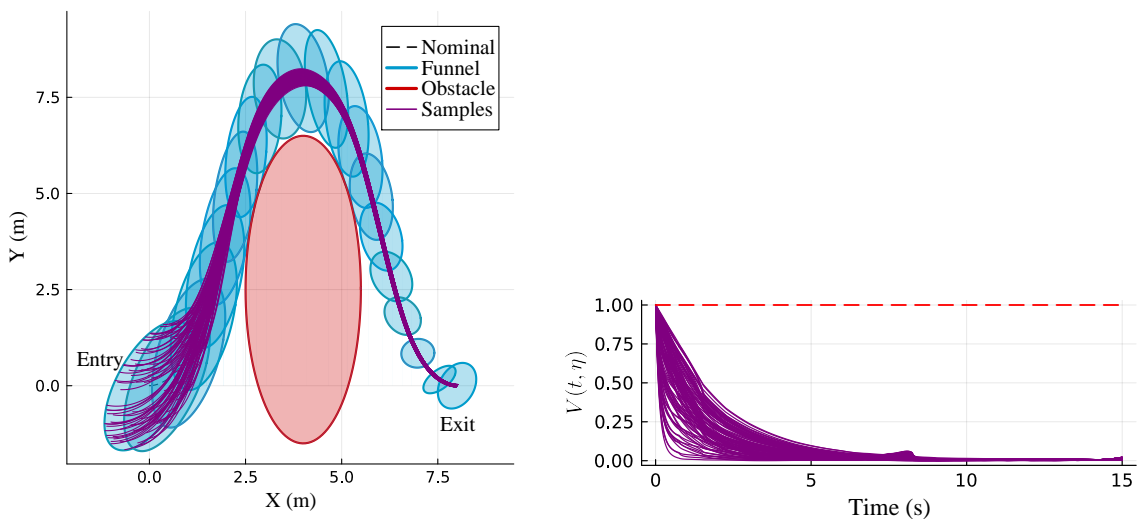 Nominal
Funnel
Obstacle
Samples
7.5
5.0
2.5
0.0
Y (m)
Entry
Exit
0.0
2.5
5.0
7.5
X (m)
1.00
0.75
0.50
0.25
0.00
V(t, η)
0
5
10
15
Time (s)